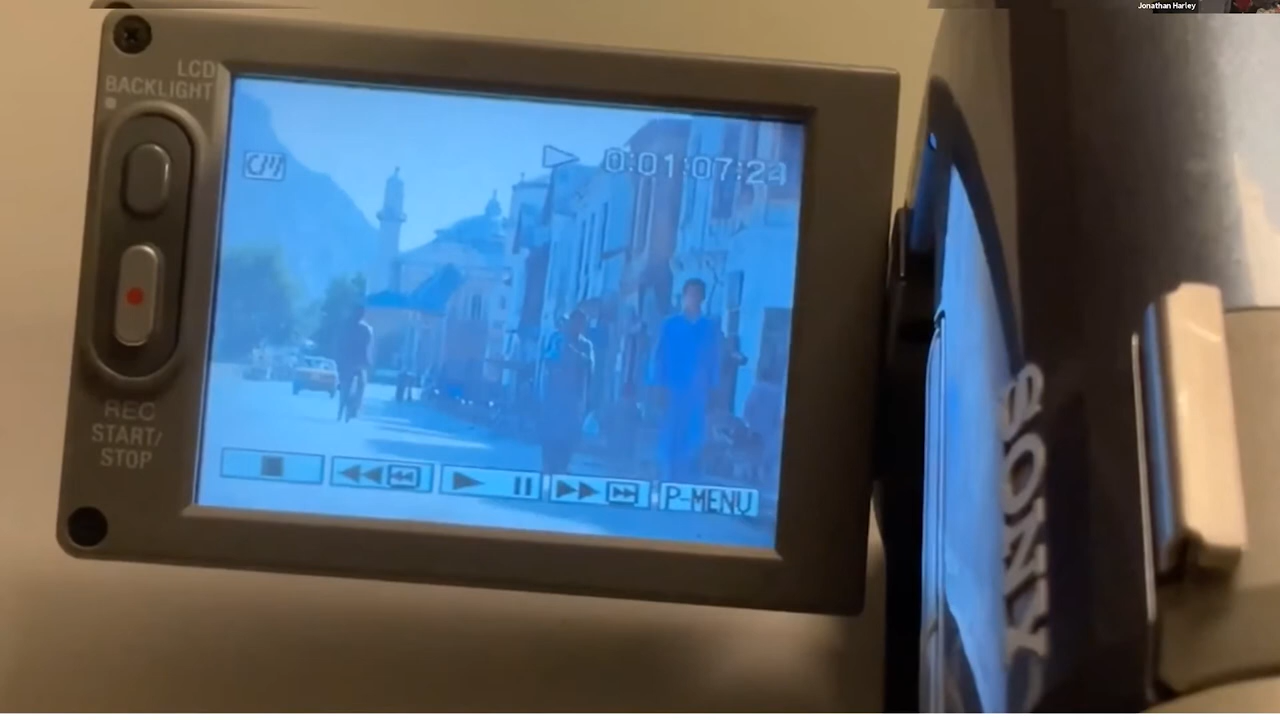 Jonathan Harley
LCD
BACKLIGHT
0:01:07:24
REC
START/
STOP
P-MENU
SONY